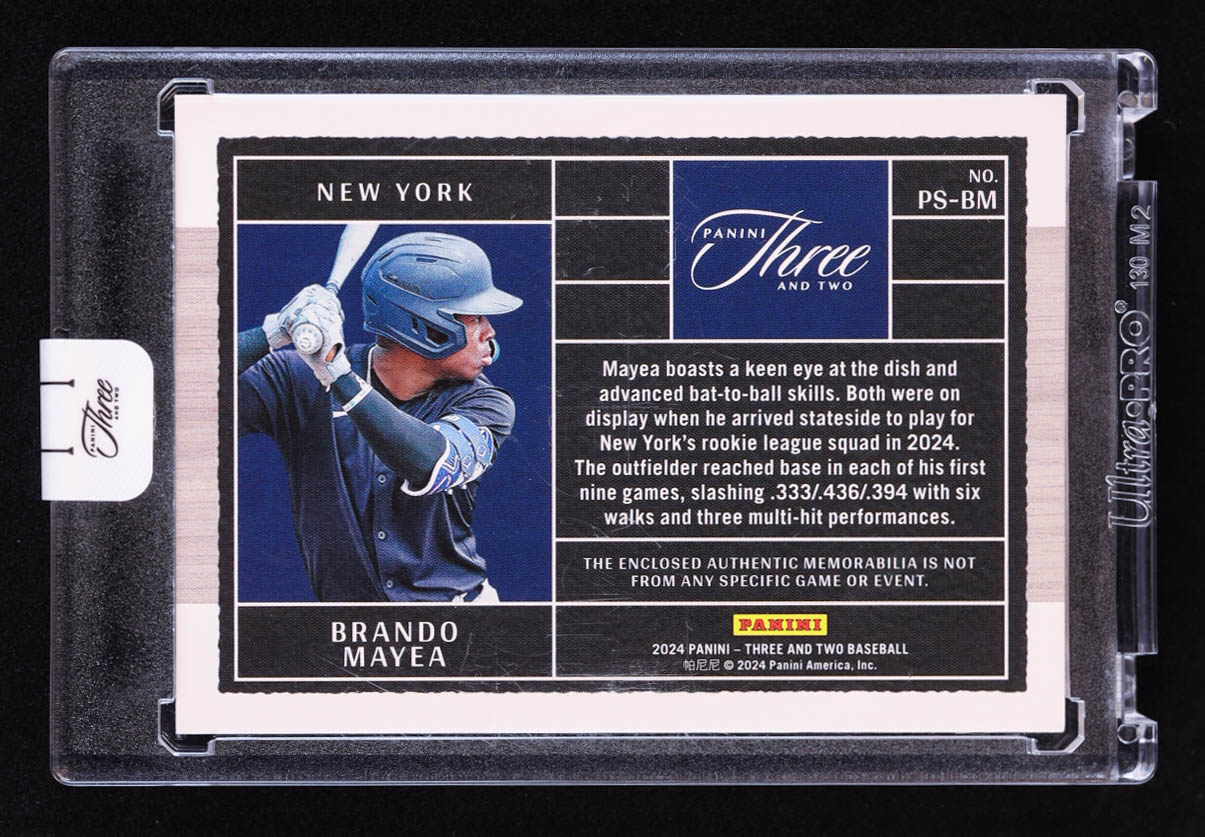 NEW YORK
NO.
PS-BM
PANINI
Three
AND TWO
Mayea boasts a keen eye at the dish and
advanced bat-to-ball skills. Both were on
display when he arrived stateside to play for
New York's rookie league squad in 2024.
The outfielder reached base in each of his first
nine games, slashing .333/.436/.394 with six
walks and three multi-hit performances.
THE ENCLOSED AUTHENTIC MEMORABILIA IS NOT
FROM ANY SPECIFIC GAME OR EVENT.
BRANDO
MAYEA
PANINI
2024 PANINI – THREE AND TWO BASEBALL
帕尼尼 © 2024 Panini America, Inc.
PANINI
Three
AND TWO
Ultra•PRO® 130 M2